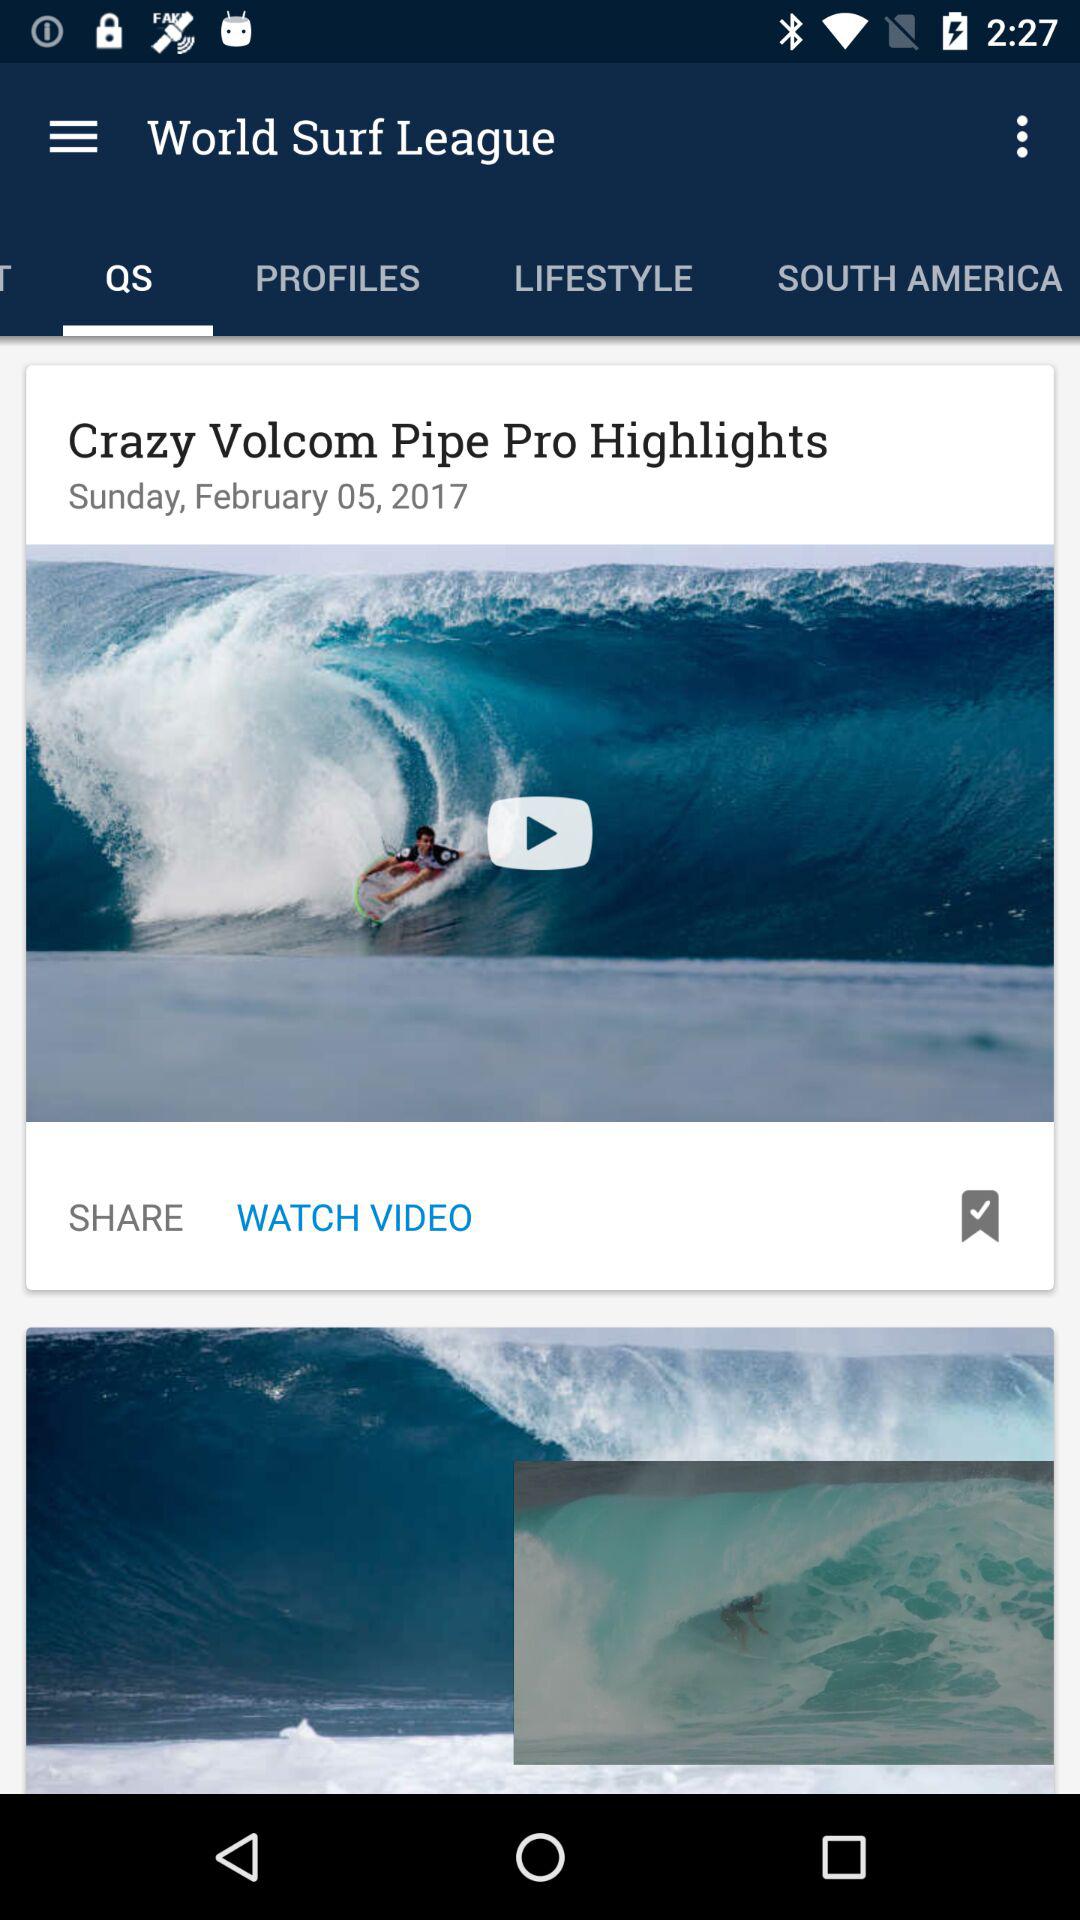 FAKE
2:27
World Surf League
T QS PROFILES LIFESTYLE SOUTH AMERICA
Crazy Volcom Pipe Pro Highlights
Sunday, February 05, 2017
SHARE WATCH VIDEO